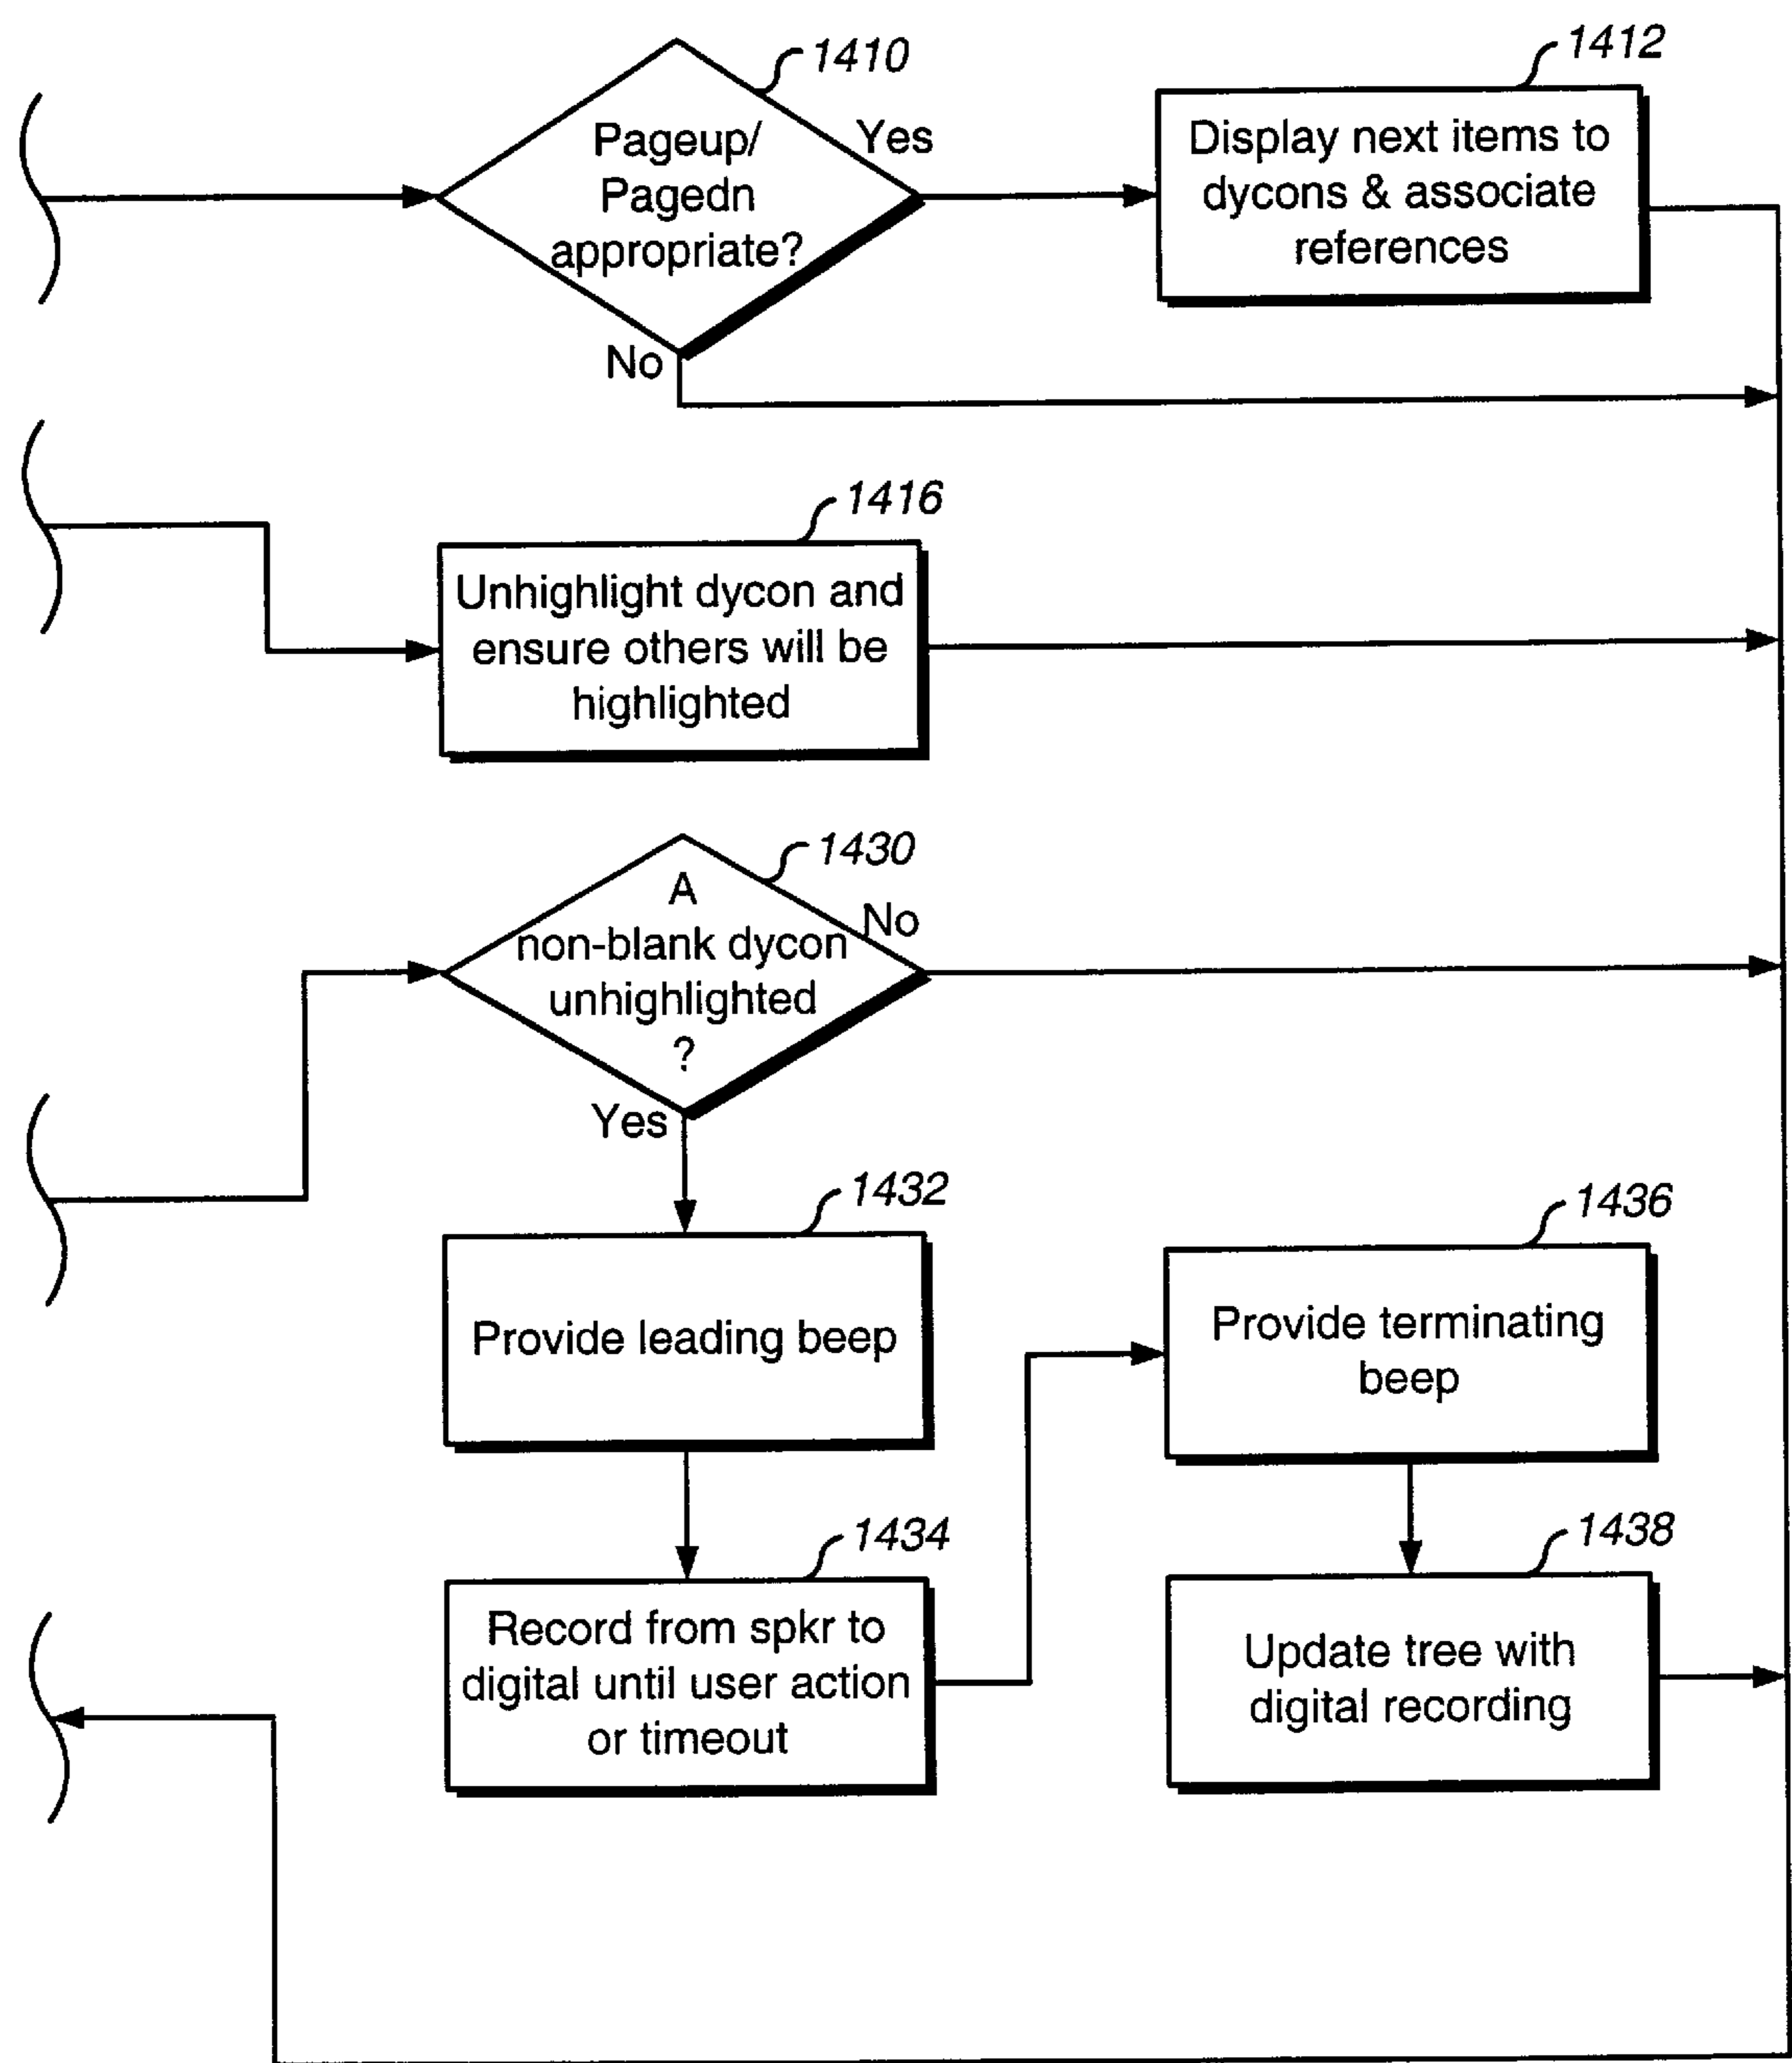 1410
Pageup/
Pagedn
appropriate?
Yes
No
1412
Display next items to
dycons & associate
references
1416
Unhighlight dycon and
ensure others will be
highlighted
1430
A
non-blank dycon
unhighlighted
?
No
Yes
1432
Provide leading beep
1434
Record from spkr to
digital until user action
or timeout
1436
Provide terminating
beep
1438
Update tree with
digital recording